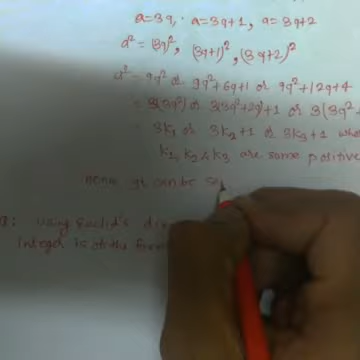 a=3q, a=3q+1, a=3q+2
a² = (3q)², (3q+1)², (3q+2)²
a² = 9q² or 9q²+6q+1 or 9q²+12q+4
= 3(3q²) or 3(3q²+2q)+1 or 3(3q²+
= 3k₁ or 3k₂+1 or 3k₃+1 whe
k₁, k₂ & k₃ are some positive
Hence it can be
Using Euclid's di
integer is of the form